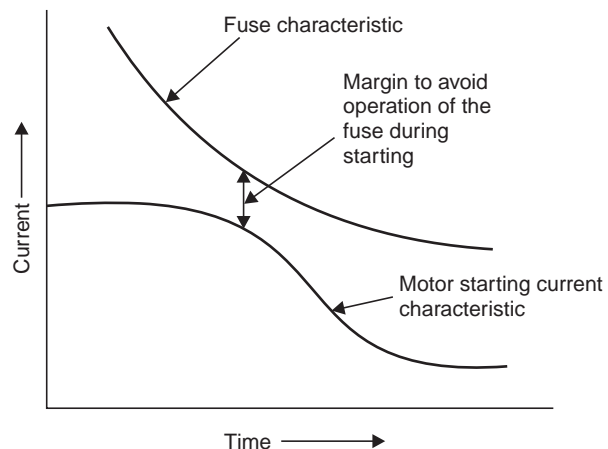 Fuse characteristic
Margin to avoid
operation of the
fuse during
starting
Current
Motor starting current
characteristic
Time